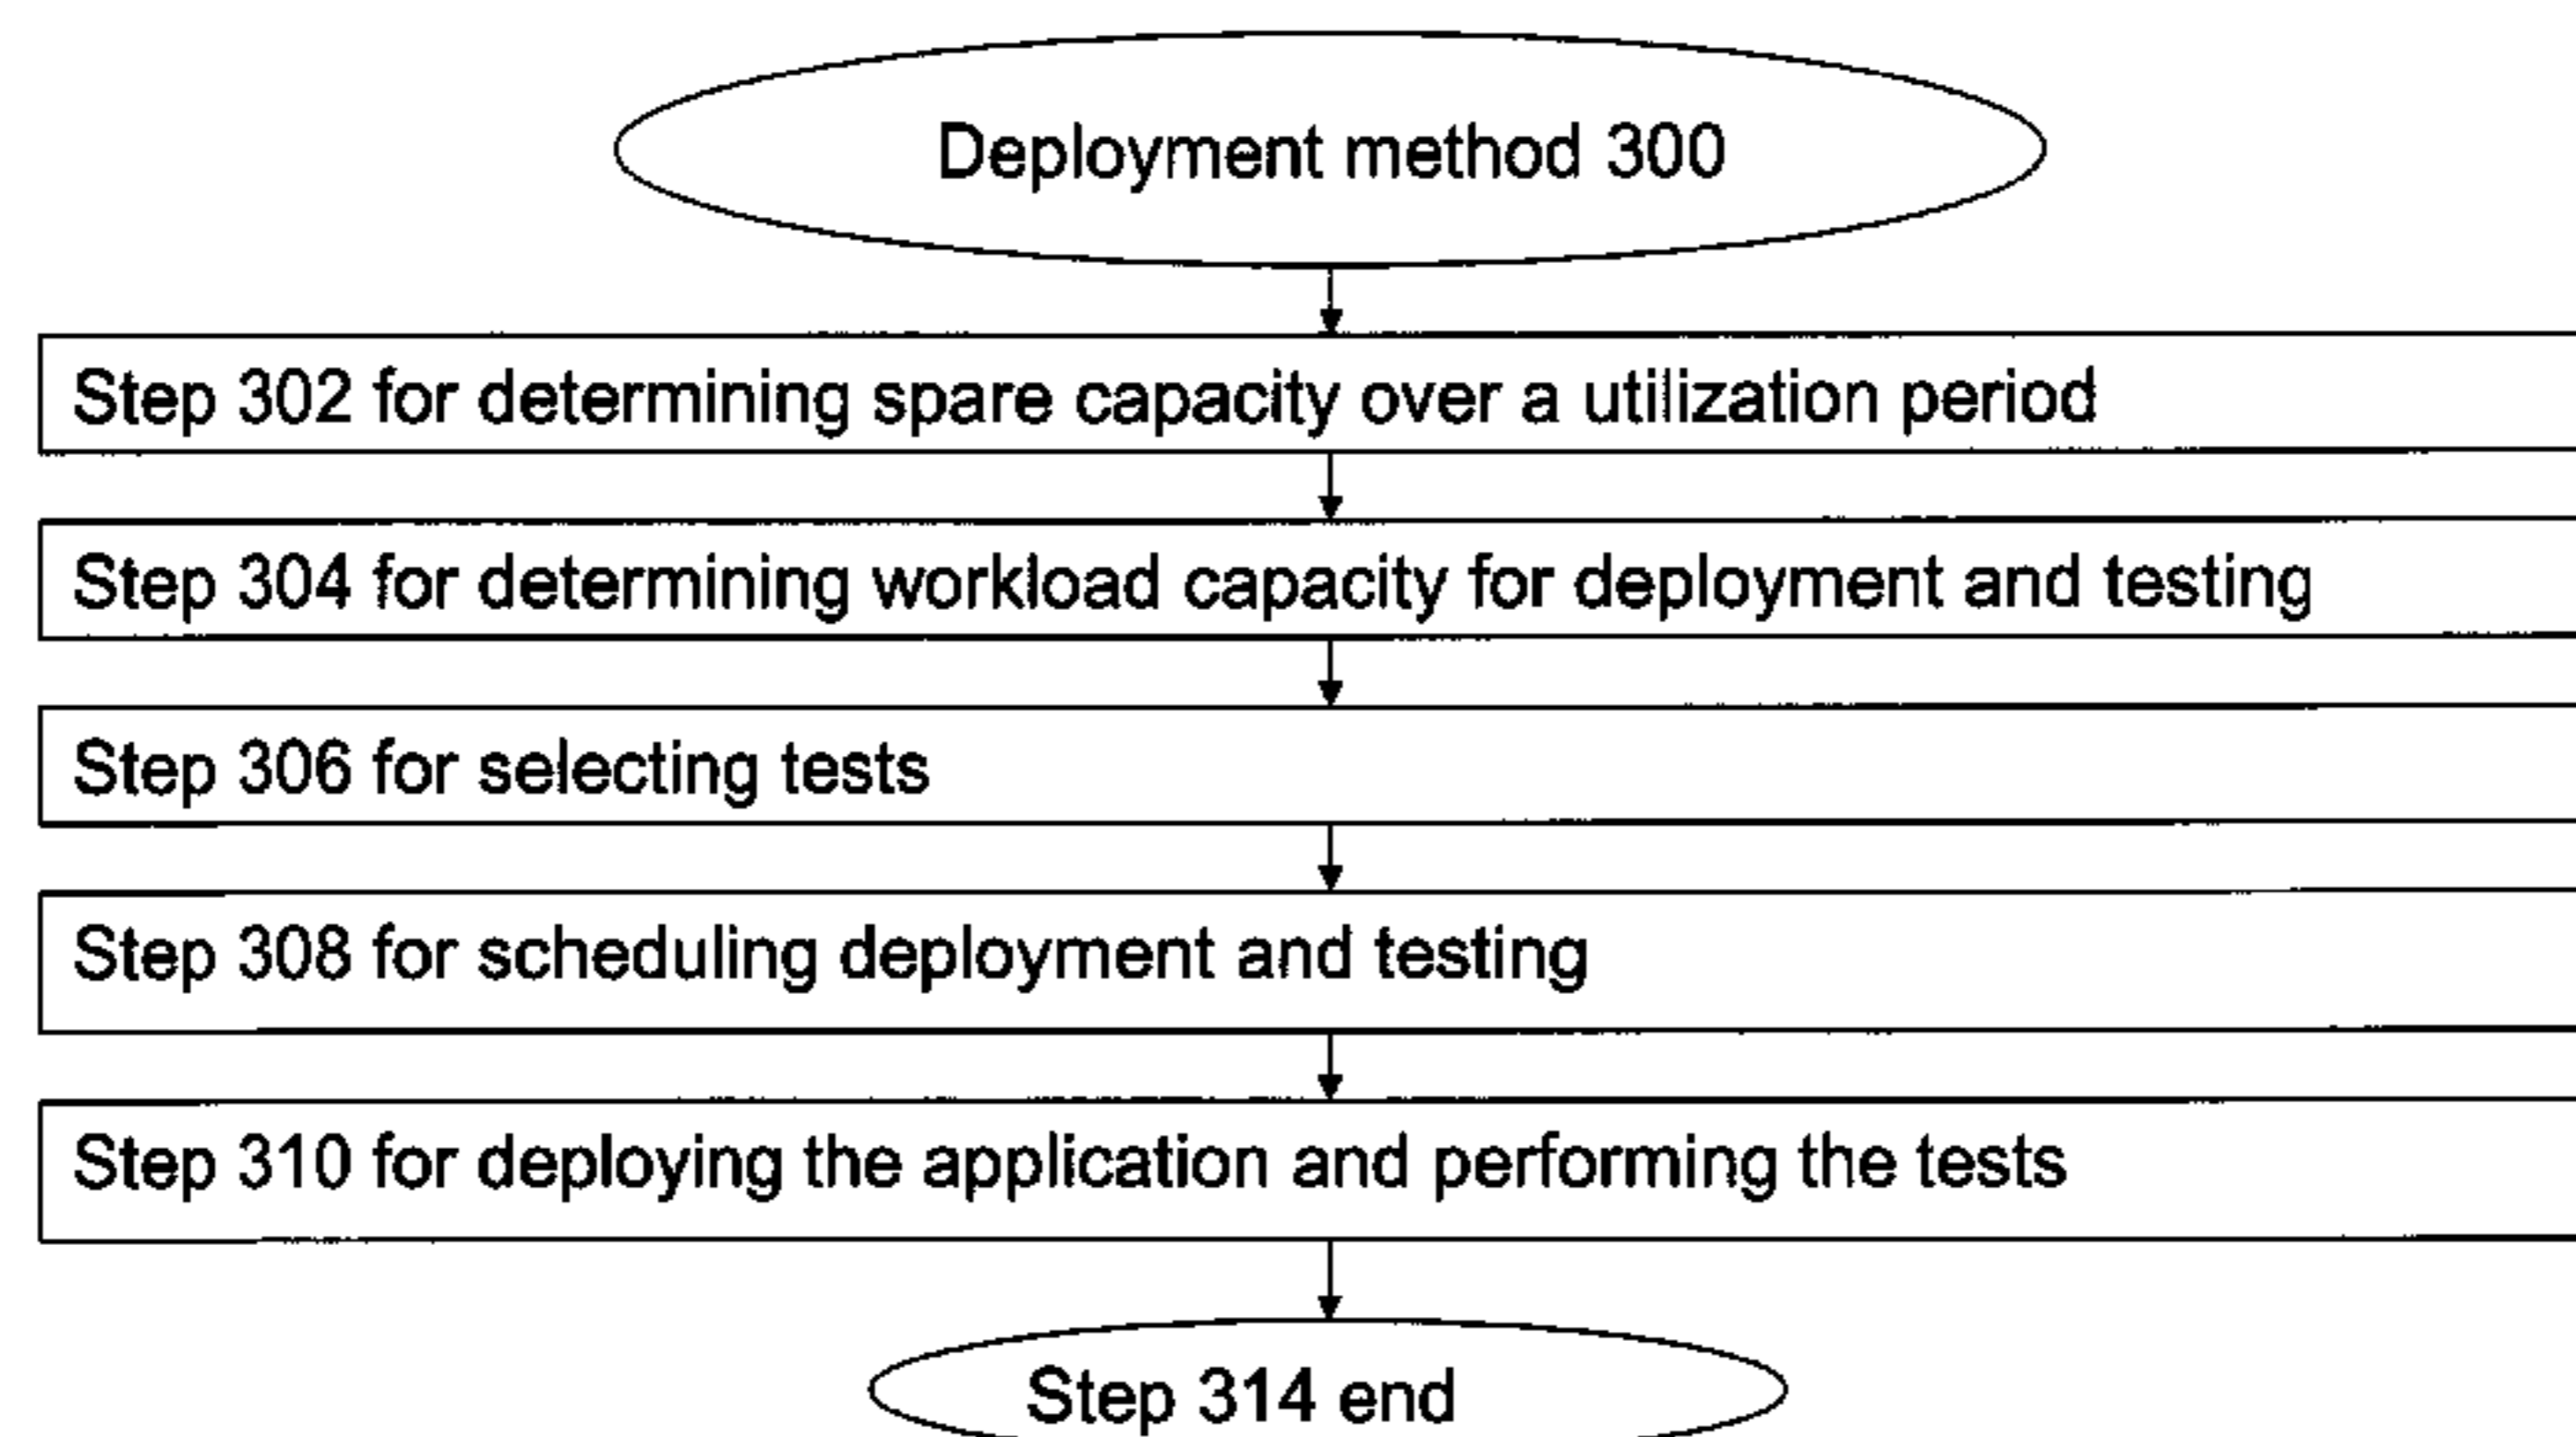 Deployment method 300
Step 302 for determining spare capacity over a utilization period
Step 304 for determining workload capacity for deployment and testing
Step 306 for selecting tests
Step 308 for scheduling deployment and testing
Step 310 for deploying the application and performing the tests
Step 314 end